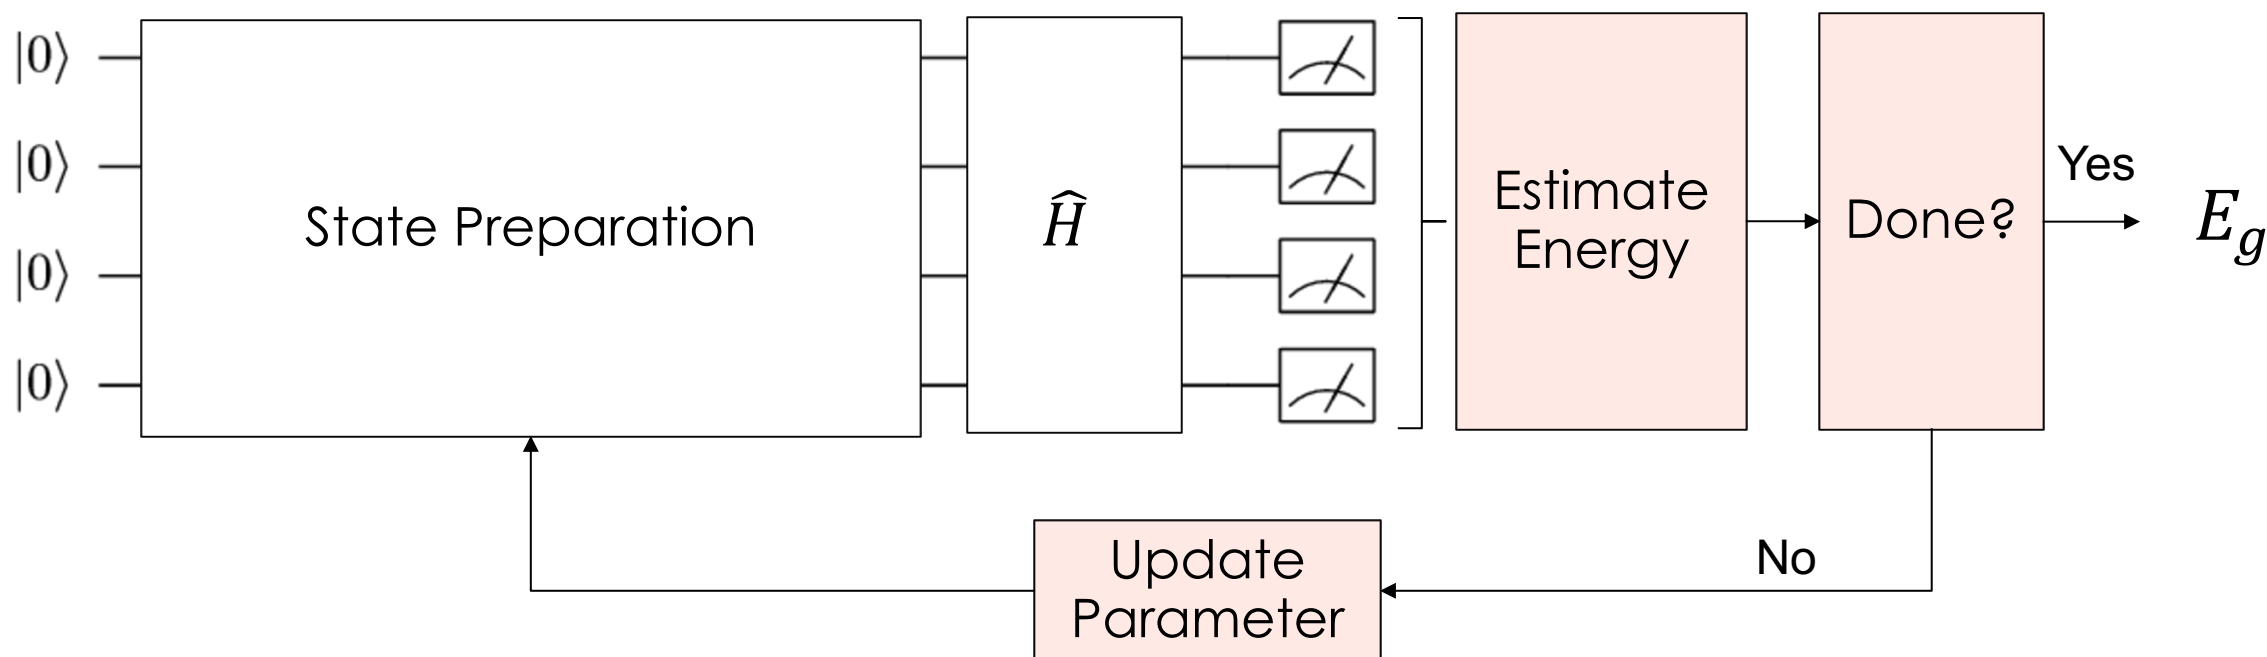 |0⟩
|0⟩
|0⟩
|0⟩
State Preparation
Ĥ
Estimate
Energy
Done?
Yes
E_g
No
Update
Parameter